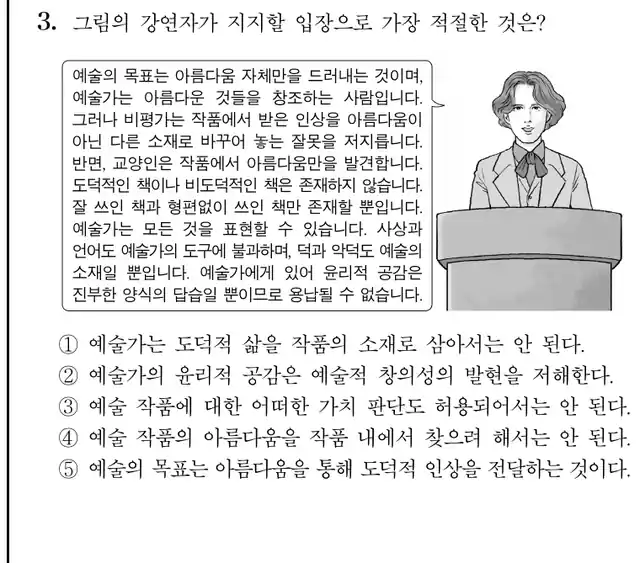 3. 그림의 강연자가 지지할 입장으로 가장 적절한 것은?
예술의 목표는 아름다움 자체만을 드러내는 것이며,
예술가는 아름다운 것들을 창조하는 사람입니다.
그러나 비평가는 작품에서 받은 인상을 아름다움이
아닌 다른 소재로 바꾸어 놓는 잘못을 저지릅니다.
반면, 교양인은 작품에서 아름다움만을 발견합니다.
도덕적인 책이나 비도덕적인 책은 존재하지 않습니다.
잘 쓰인 책과 형편없이 쓰인 책만 존재할 뿐입니다.
예술가는 모든 것을 표현할 수 있습니다. 사상과
언어도 예술가의 도구에 불과하며, 덕과 악덕도 예술의
소재일 뿐입니다. 예술가에게 있어 윤리적 공감은
진부한 양식의 답습일 뿐이므로 용납될 수 없습니다.
① 예술가는 도덕적 삶을 작품의 소재로 삼아서는 안 된다.
② 예술가의 윤리적 공감은 예술적 창의성의 발현을 저해한다.
③ 예술 작품에 대한 어떠한 가치 판단도 허용되어서는 안 된다.
④ 예술 작품의 아름다움을 작품 내에서 찾으려 해서는 안 된다.
⑤ 예술의 목표는 아름다움을 통해 도덕적 인상을 전달하는 것이다.